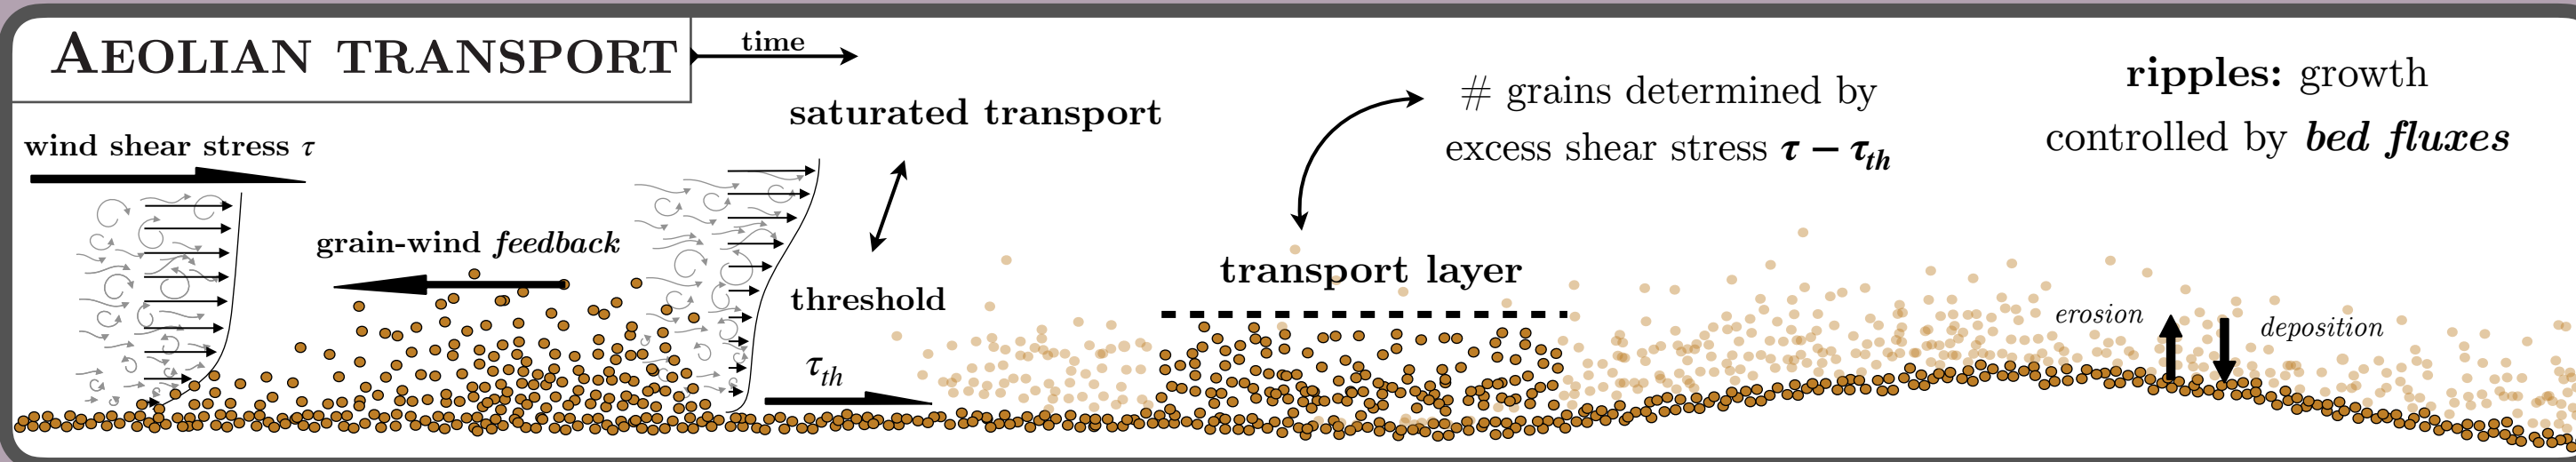 AEOLIAN TRANSPORT
time
wind shear stress τ
grain-wind feedback
saturated transport
threshold
τth
# grains determined by
excess shear stress τ − τth
transport layer
ripples: growth
controlled by bed fluxes
erosion
deposition